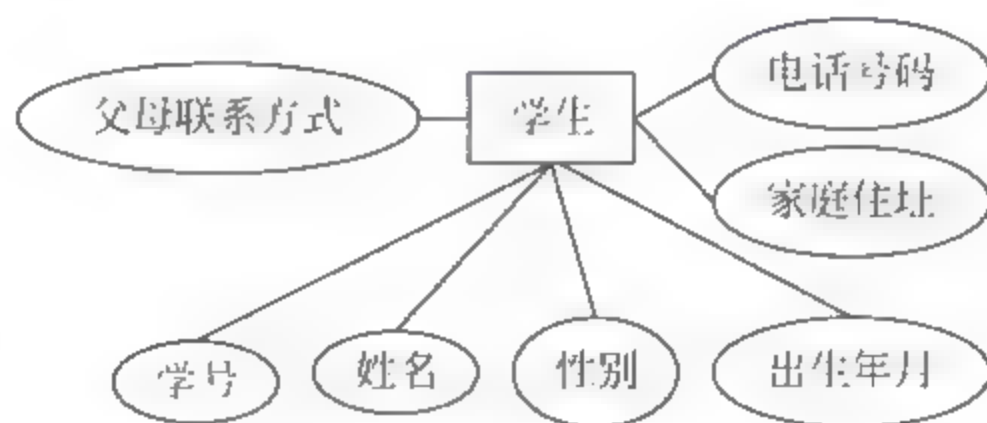 电话号码
父母联系方式
学生
家庭住址
学号
姓名
性别
出生年月